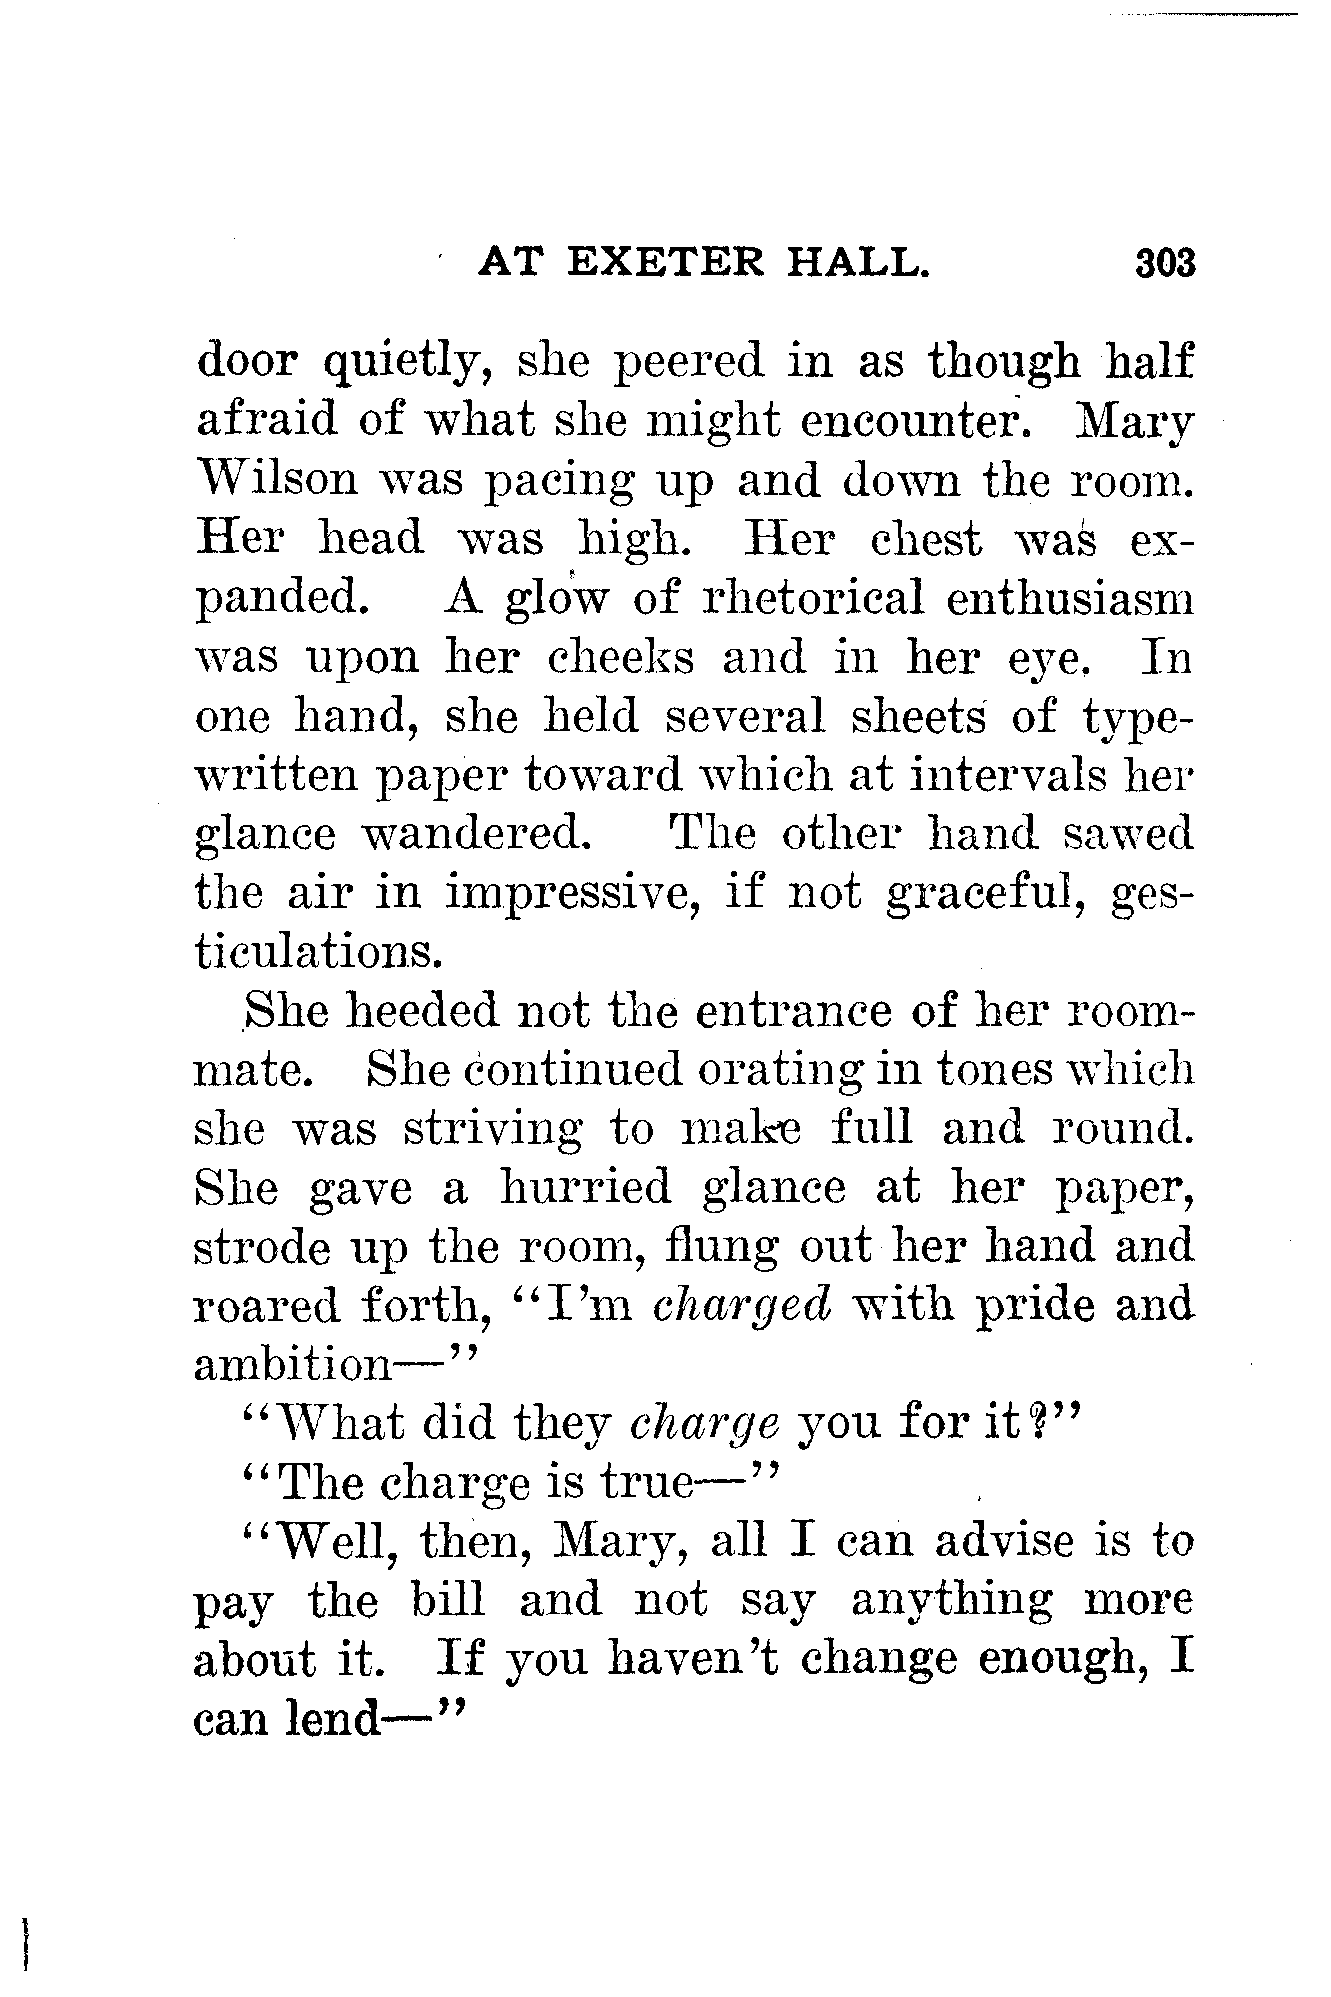 AT EXETER HALL. 303
door quietly, she peered in as though half
afraid of what she might encounter. Mary
Wilson was pacing up and down the room.
Her head was high. Her chest was ex-
panded. A glow of rhetorical enthusiasm
was upon her cheeks and in her eye. In
one hand, she held several sheets of type-
written paper toward which at intervals her
glance wandered. The other hand sawed
the air in impressive, if not graceful, ges-
ticulations.
She heeded not the entrance of her room-
mate. She continued orating in tones which
she was striving to make full and round.
She gave a hurried glance at her paper,
strode up the room, flung out her hand and
roared forth, "I'm charged with pride and
ambition—"
"What did they charge you for it?"
"The charge is true—"
"Well, then, Mary, all I can advise is to
pay the bill and not say anything more
about it. If you haven't change enough, I
can lend—"